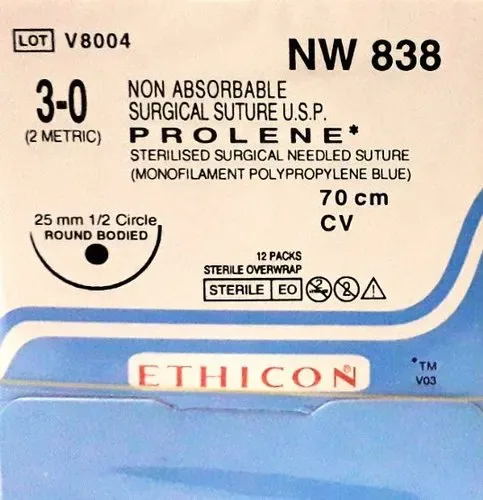 LOT V8004
NW 838
3-0
(2 METRIC)
NON ABSORBABLE
SURGICAL SUTURE U.S.P.
PROLENE*
STERILISED SURGICAL NEEDLED SUTURE
(MONOFILAMENT POLYPROPYLENE BLUE)
70 cm
CV
25 mm 1/2 Circle
ROUND BODIED
12 PACKS
STERILE OVERWRAP
STERILE EO 2
ETHICON®
*TM
V03